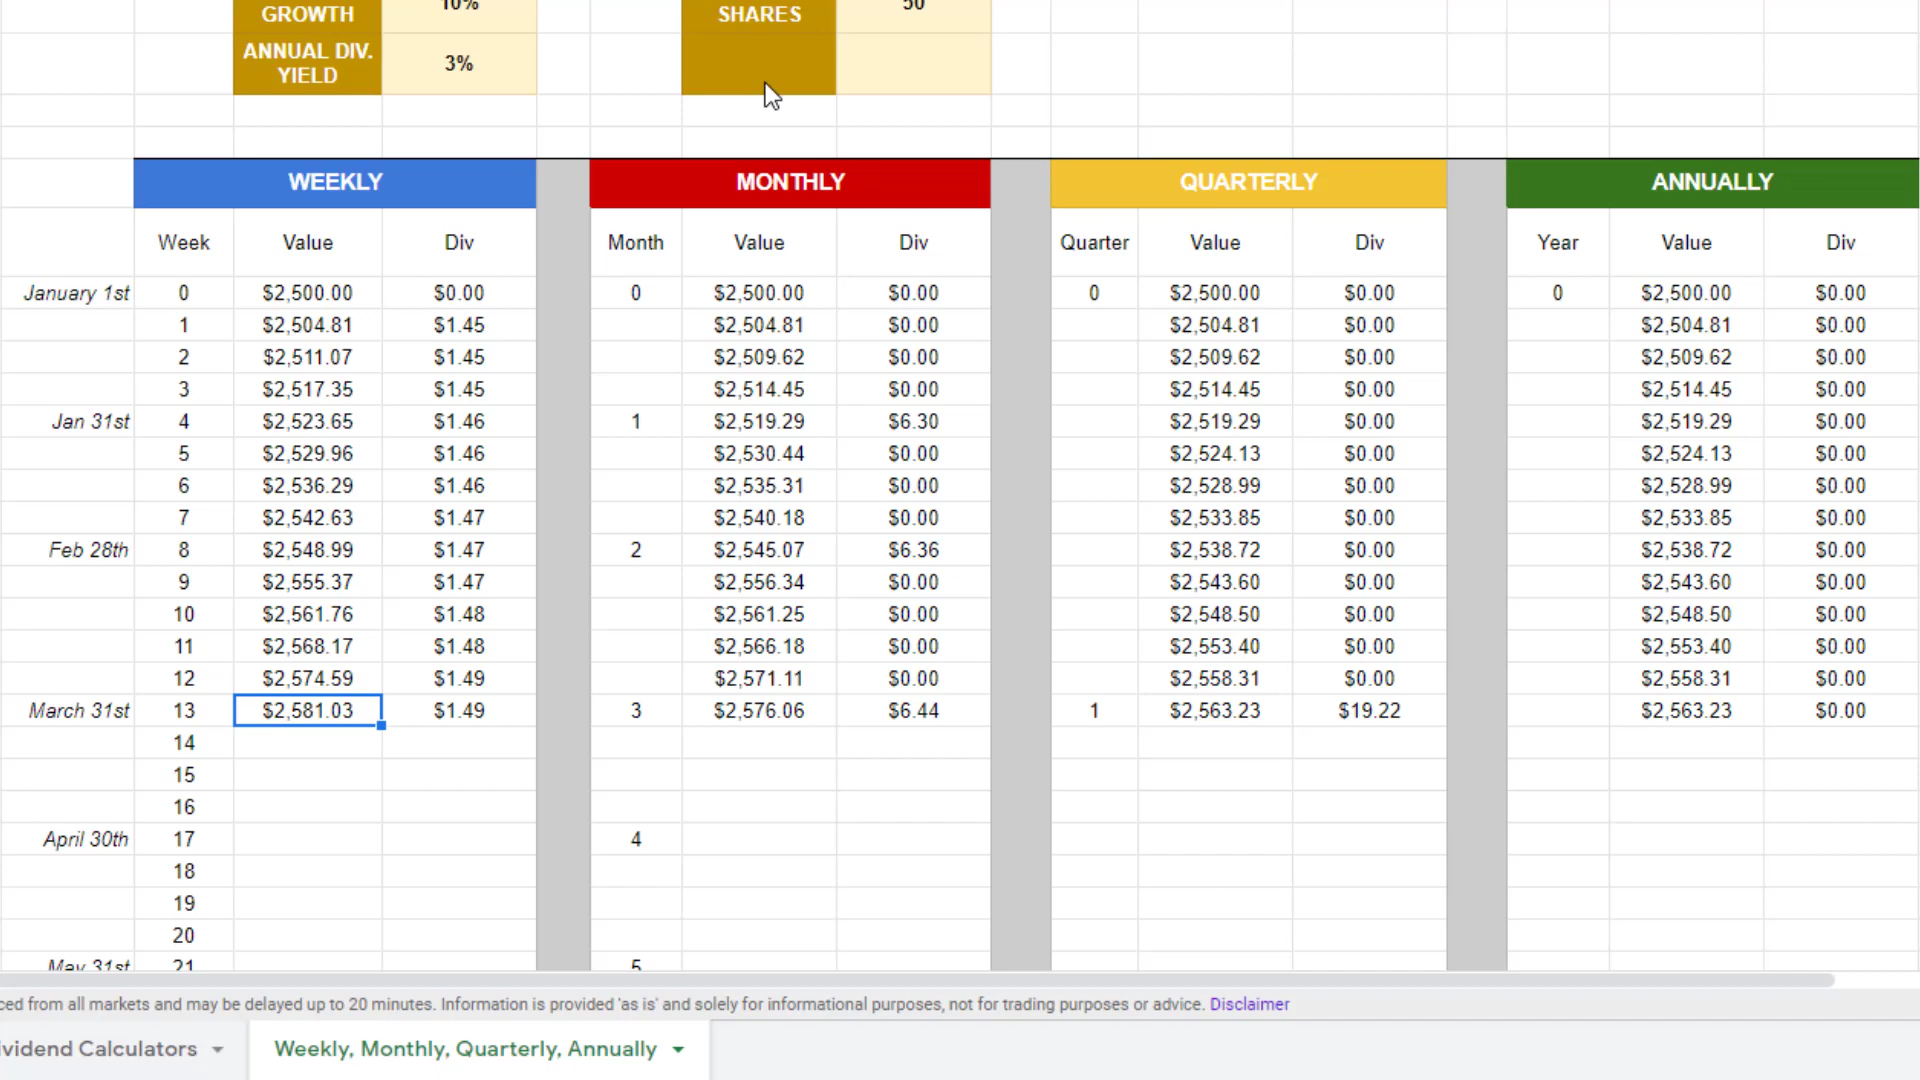 GROWTH 10% SHARES 50
ANNUAL DIV.
YIELD 3%
WEEKLY MONTHLY QUARTERLY ANNUALLY
Week Value Div Month Value Div Quarter Value Div Year Value Div
January 1st 0 $2,500.00 $0.00 0 $2,500.00 $0.00 0 $2,500.00 $0.00 0 $2,500.00 $0.00
1 $2,504.81 $1.45 $2,504.81 $0.00 $2,504.81 $0.00 $2,504.81 $0.00
2 $2,511.07 $1.45 $2,509.62 $0.00 $2,509.62 $0.00 $2,509.62 $0.00
3 $2,517.35 $1.45 $2,514.45 $0.00 $2,514.45 $0.00 $2,514.45 $0.00
Jan 31st 4 $2,523.65 $1.46 1 $2,519.29 $6.30 $2,519.29 $0.00 $2,519.29 $0.00
5 $2,529.96 $1.46 $2,530.44 $0.00 $2,524.13 $0.00 $2,524.13 $0.00
6 $2,536.29 $1.46 $2,535.31 $0.00 $2,528.99 $0.00 $2,528.99 $0.00
7 $2,542.63 $1.47 $2,540.18 $0.00 $2,533.85 $0.00 $2,533.85 $0.00
Feb 28th 8 $2,548.99 $1.47 2 $2,545.07 $6.36 $2,538.72 $0.00 $2,538.72 $0.00
9 $2,555.37 $1.47 $2,556.34 $0.00 $2,543.60 $0.00 $2,543.60 $0.00
10 $2,561.76 $1.48 $2,561.25 $0.00 $2,548.50 $0.00 $2,548.50 $0.00
11 $2,568.17 $1.48 $2,566.18 $0.00 $2,553.40 $0.00 $2,553.40 $0.00
12 $2,574.59 $1.49 $2,571.11 $0.00 $2,558.31 $0.00 $2,558.31 $0.00
March 31st 13 $2,581.03 $1.49 3 $2,576.06 $6.44 1 $2,563.23 $19.22 $2,563.23 $0.00
14
15
16
April 30th 17 4
18
19
20
May 31st 21 5
ced from all markets and may be delayed up to 20 minutes. Information is provided 'as is' and solely for informational purposes, not for trading purposes or advice. Disclaimer
ividend Calculators Weekly, Monthly, Quarterly, Annually